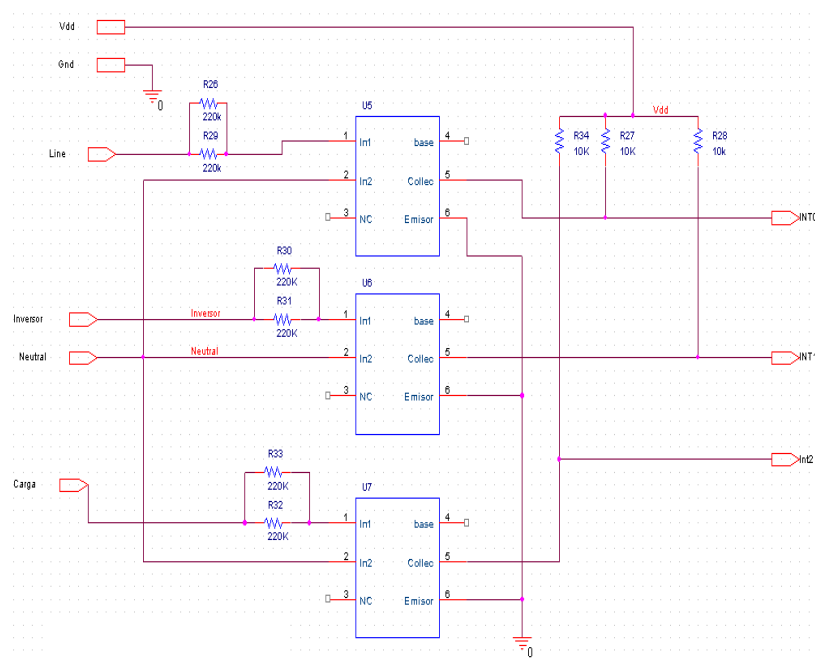 Vdd
Gnd
0
R26
220k
R29
220k
Line
U5
1 In1 base 4
2 In2 Collec 5
3 NC Emisor 6
Vdd
R34 R27 R28
10K 10K 10k
INT0
R30
220K
R31
220K
U6
Inversor Inversor
1 In1 base 4
Neutral Neutral
2 In2 Collec 5
3 NC Emisor 6
INT1
Int2
R33
220K
R32
220K
Carga
U7
1 In1 base 4
2 In2 Collec 5
3 NC Emisor 6
0